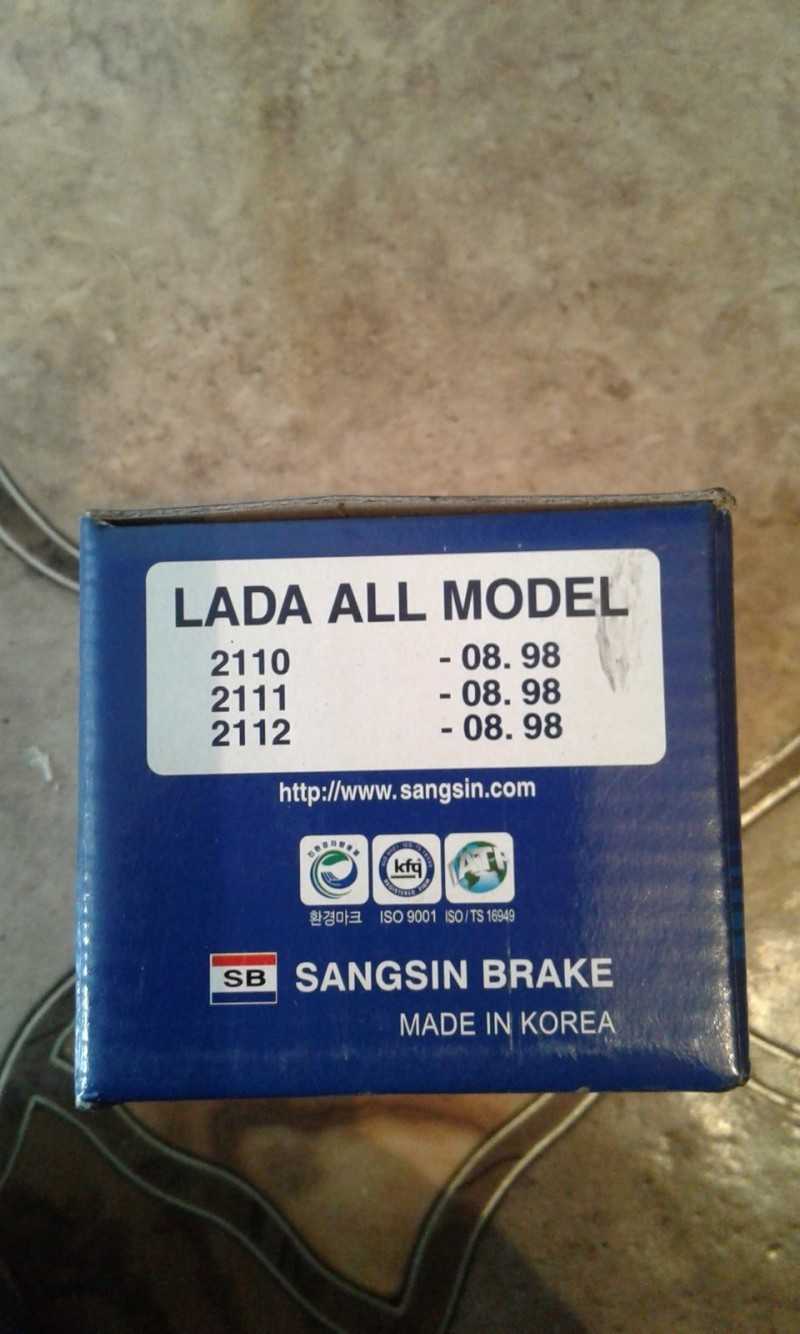 LADA ALL MODEL
2110 - 08. 98
2111 - 08. 98
2112 - 08. 98
http://www.sangsin.com
kfq
환경마크 ISO 9001 ISO/TS 16949
SB SANGSIN BRAKE
MADE IN KOREA